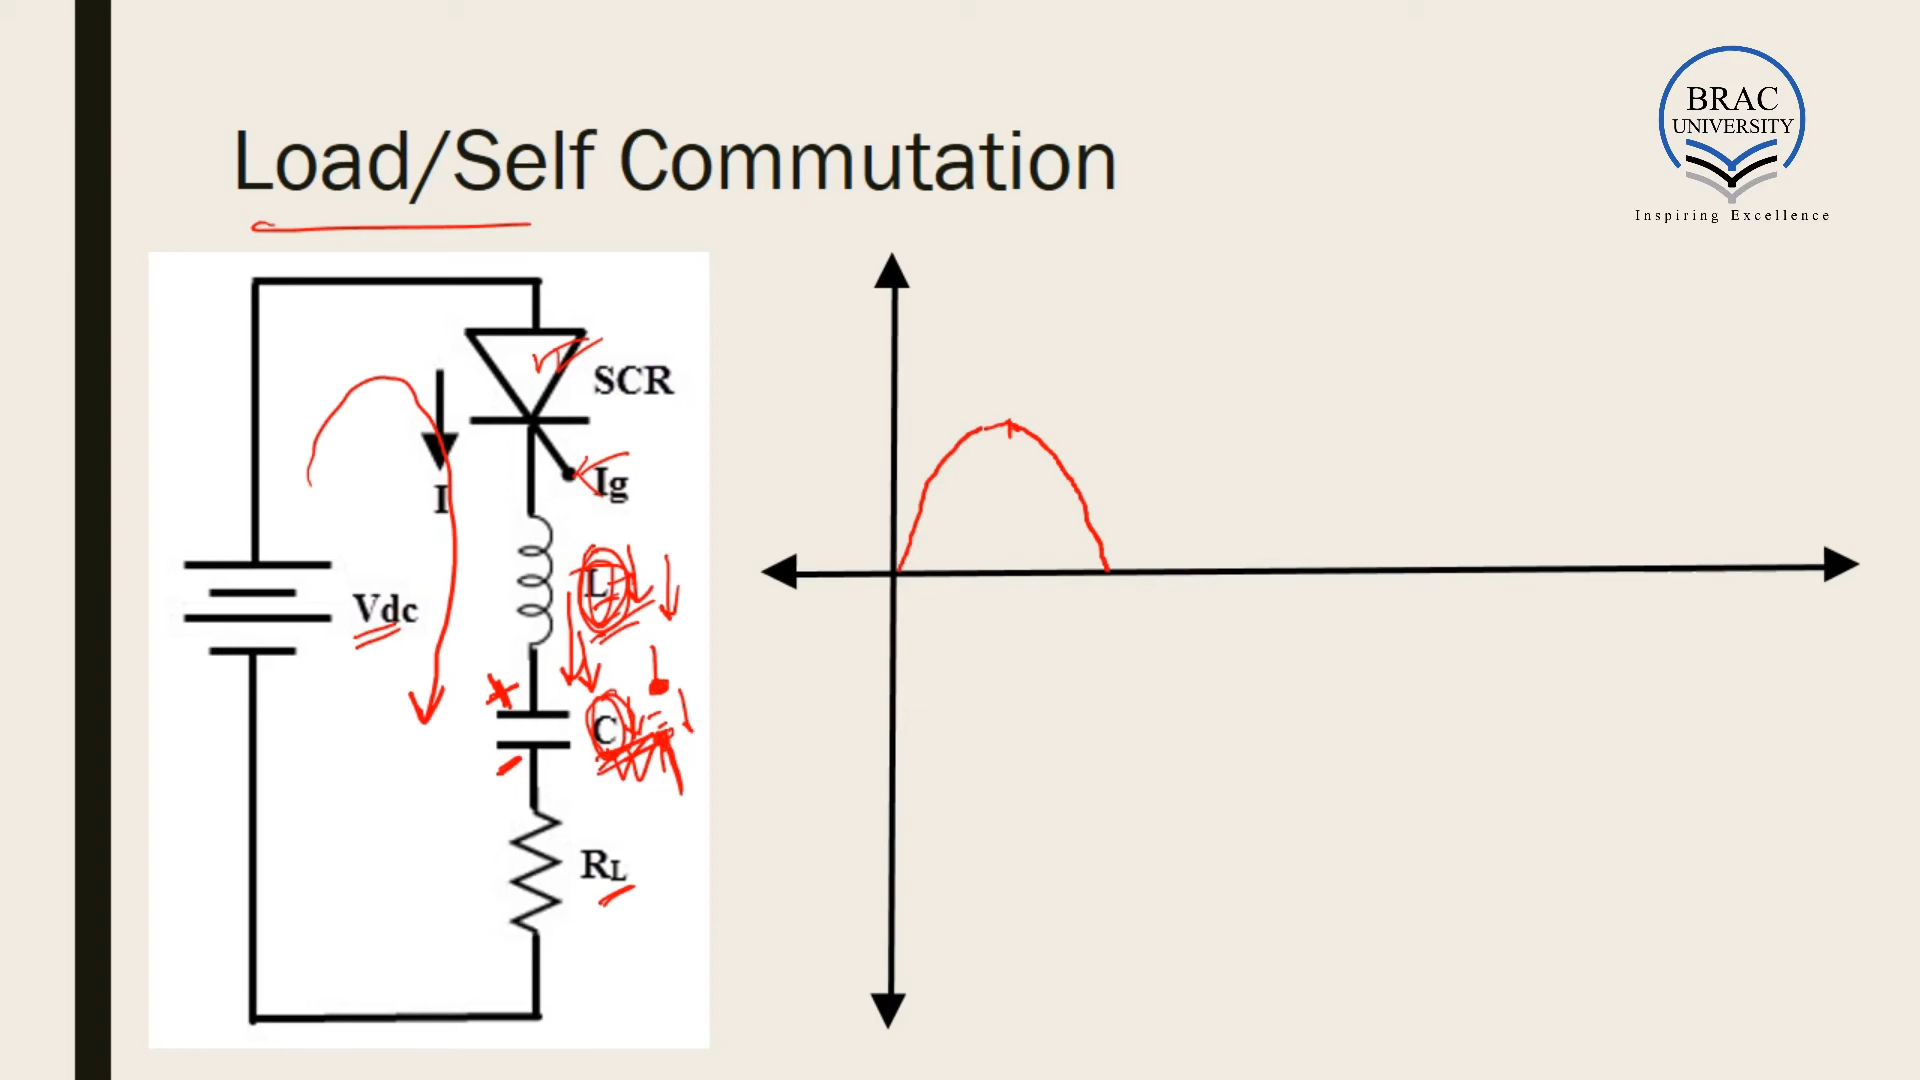 BRAC
UNIVERSITY
Inspiring Excellence
Load/Self Commutation
SCR
I
Ig
L
Vdc
+
C
-
RL